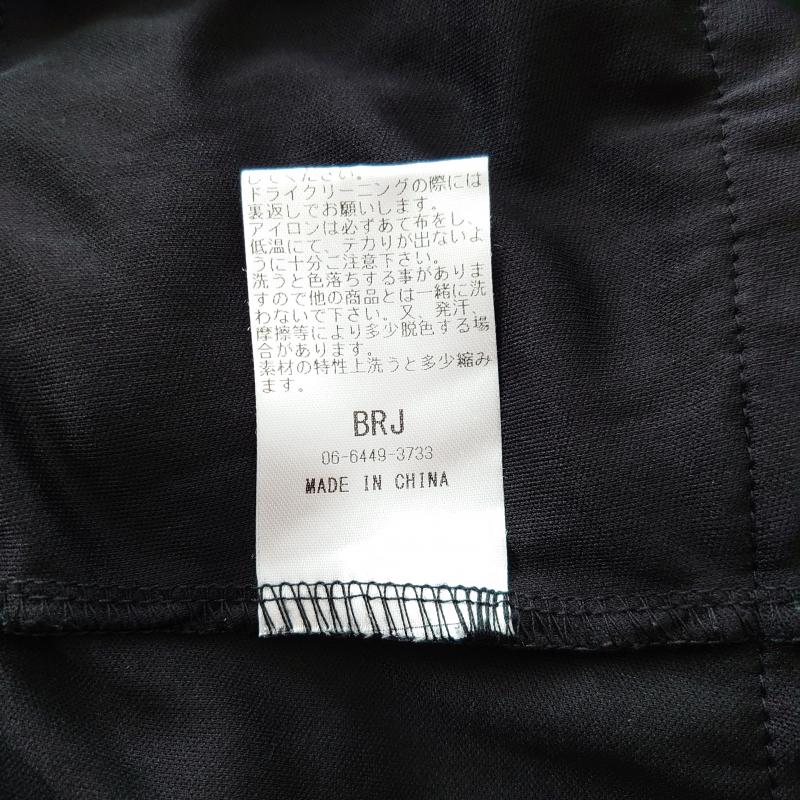 してください。
ドライクリーニングの際には
裏返しでお願いします。
アイロンは必ずあて布をし、
低温にて、テカりが出ないよ
うに十分ご注意下さい。
洗うと色落ちする事がありま
すので他の商品とは一緒に洗
わないで下さい。又、発汗、
摩擦等により多少脱色する場
合があります。
素材の特性上洗うと多少縮み
ます。
BRJ
06-6449-3733
MADE IN CHINA